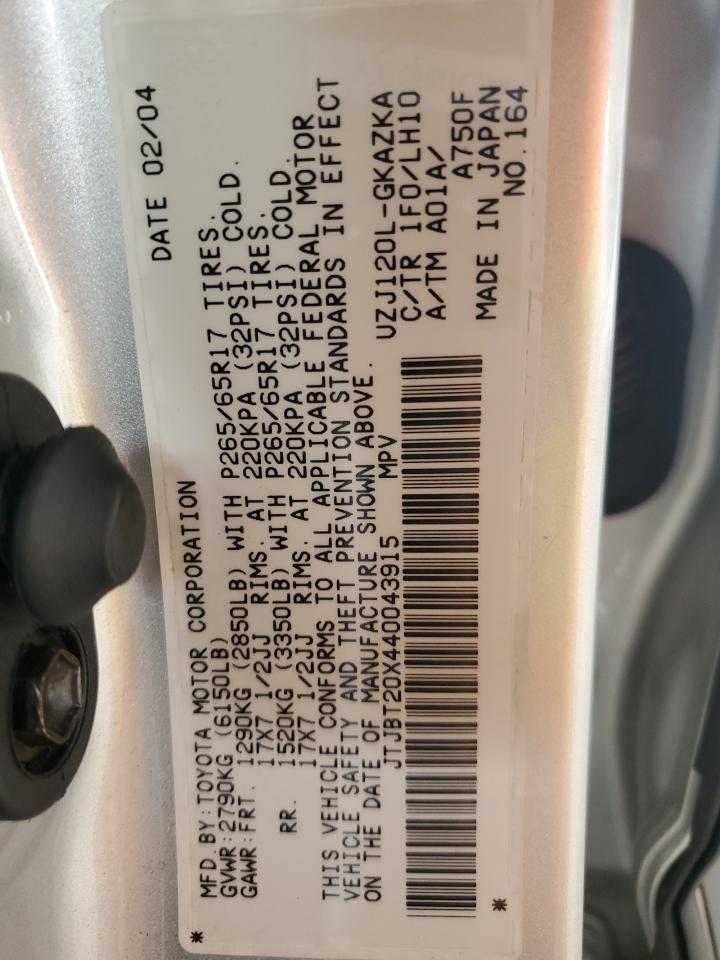 DATE 02/04
MFD.BY:TOYOTA MOTOR CORPORATION
GVWR:2790KG (6150LB)
GAWR:FRT. 1290KG (2850LB) WITH P265/65R17 TIRES.
17X7 1/2JJ RIMS. AT 220KPA (32PSI) COLD.
RR. 1520KG (3350LB) WITH P265/65R17 TIRES.
17X7 1/2JJ RIMS. AT 220KPA (32PSI) COLD.
THIS VEHICLE CONFORMS TO ALL APPLICABLE FEDERAL MOTOR
VEHICLE SAFETY AND THEFT PREVENTION STANDARDS IN EFFECT
ON THE DATE OF MANUFACTURE SHOWN ABOVE.
JTJBT20X440043915 MPV
UZJ120L-GKAZKA
C/TR 1F0/LH10
A/TM A01A/ A750F
MADE IN JAPAN
NO.164
* *